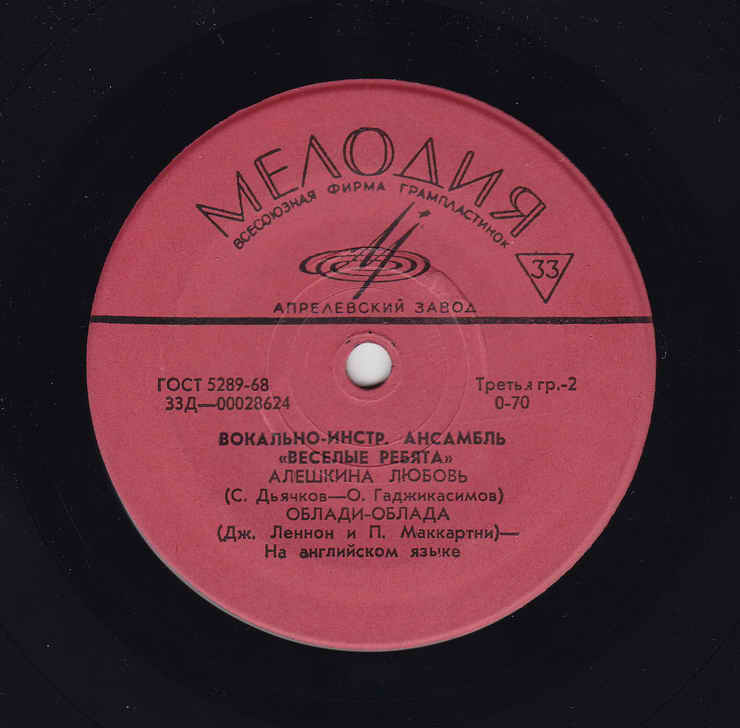 МЕЛОДИЯ
ВСЕСОЮЗНАЯ ФИРМА ГРАМПЛАСТИНОК
33
АПРЕЛЕВСКИЙ ЗАВОД
ГОСТ 5289-68
Третья гр.-2
33Д—00028624
0-70
ВОКАЛЬНО-ИНСТР. АНСАМБЛЬ
«ВЕСЕЛЫЕ РЕБЯТА»
АЛЕШКИНА ЛЮБОВЬ
(С. Дьячков—О. Гаджикасимов)
ОБЛАДИ-ОБЛАДА
(Дж. Леннон и П. Маккартни)—
На английском языке